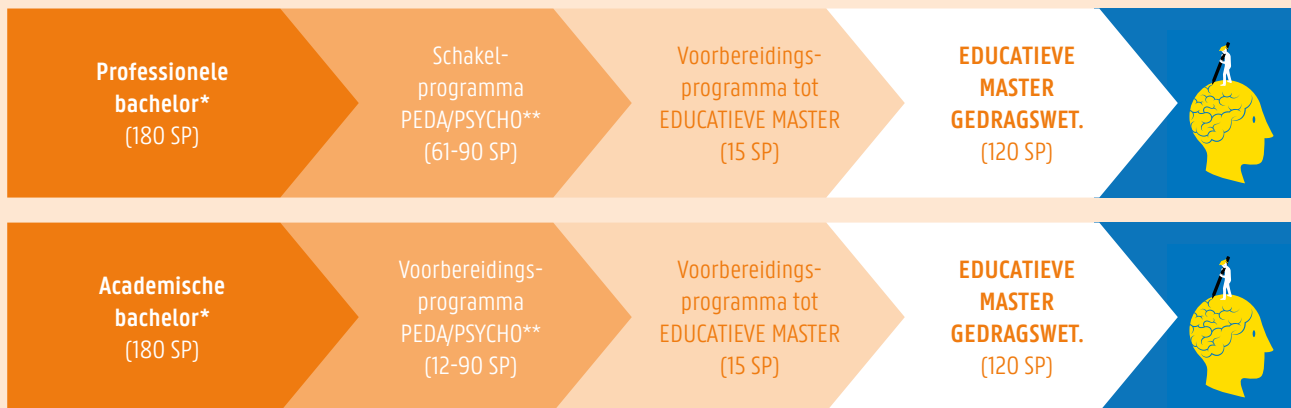 Professionele
bachelor*
(180 SP)
Schakel-
programma
PEDA/PSYCHO**
(61-90 SP)
Voorbereidings-
programma tot
EDUCATIEVE MASTER
(15 SP)
EDUCATIEVE
MASTER
GEDRAGSWET.
(120 SP)
Academische
bachelor*
(180 SP)
Voorbereidings-
programma
PEDA/PSYCHO**
(12-90 SP)
Voorbereidings-
programma tot
EDUCATIEVE MASTER
(15 SP)
EDUCATIEVE
MASTER
GEDRAGSWET.
(120 SP)